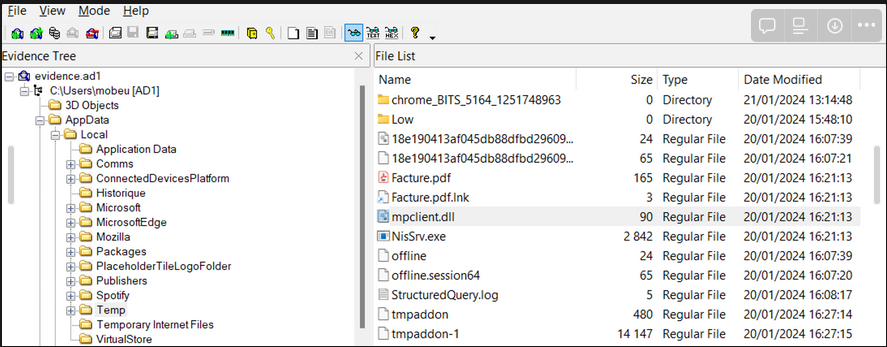 File View Mode Help
Evidence Tree
evidence.ad1
C:\Users\mobeu [AD1]
3D Objects
AppData
Local
Application Data
Comms
ConnectedDevicesPlatform
Historique
Microsoft
MicrosoftEdge
Mozilla
Packages
PlaceholderTileLogoFolder
Publishers
Spotify
Temp
Temporary Internet Files
VirtualStore
File List
Name Size Type Date Modified
chrome_BITS_5164_1251748963 0 Directory 21/01/2024 13:14:48
Low 0 Directory 20/01/2024 15:48:10
18e190413af045db88dfbd29609... 24 Regular File 20/01/2024 16:07:39
18e190413af045db88dfbd29609... 65 Regular File 20/01/2024 16:07:21
Facture.pdf 165 Regular File 20/01/2024 16:21:13
Facture.pdf.lnk 3 Regular File 20/01/2024 16:21:13
mpclient.dll 90 Regular File 20/01/2024 16:21:13
NisSrv.exe 2 842 Regular File 20/01/2024 16:21:13
offline 24 Regular File 20/01/2024 16:07:39
offline.session64 65 Regular File 20/01/2024 16:07:20
StructuredQuery.log 5 Regular File 20/01/2024 16:08:17
tmpaddon 480 Regular File 20/01/2024 16:27:14
tmpaddon-1 14 147 Regular File 20/01/2024 16:27:15